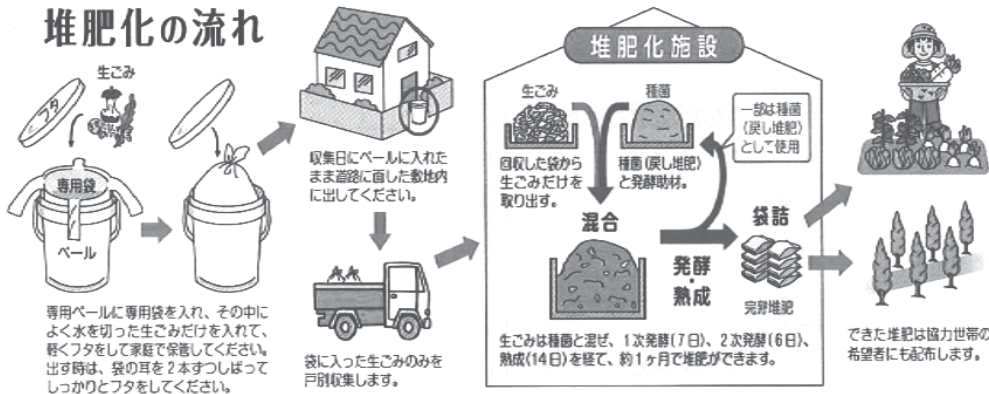 堆肥化の流れ
生ごみ
フタ
専用袋
ペール
専用ペールに専用袋を入れ、その中に
よく水を切った生ごみだけを入れて、
軽くフタをして家庭で保管してください。
出す時は、袋の耳を2本ずつしばって
しっかりとフタをしてください。
収集日にペールに入れた
まま道路に面した敷地内
に出してください。
袋に入った生ごみのみを
戸別収集します。
堆肥化施設
生ごみ
種菌
一部は種菌
(戻し堆肥)
として使用
回収した袋から
生ごみだけを
取り出す。
種菌(戻し堆肥)
と発酵助材。
混合
発酵
・
熟成
袋詰
完熟堆肥
生ごみは種菌と混ぜ、1次発酵(7日)、2次発酵(6日)、
熟成(14日)を経て、約1ヶ月で堆肥ができます。
できた堆肥は協力世帯の
希望者にも配布します。